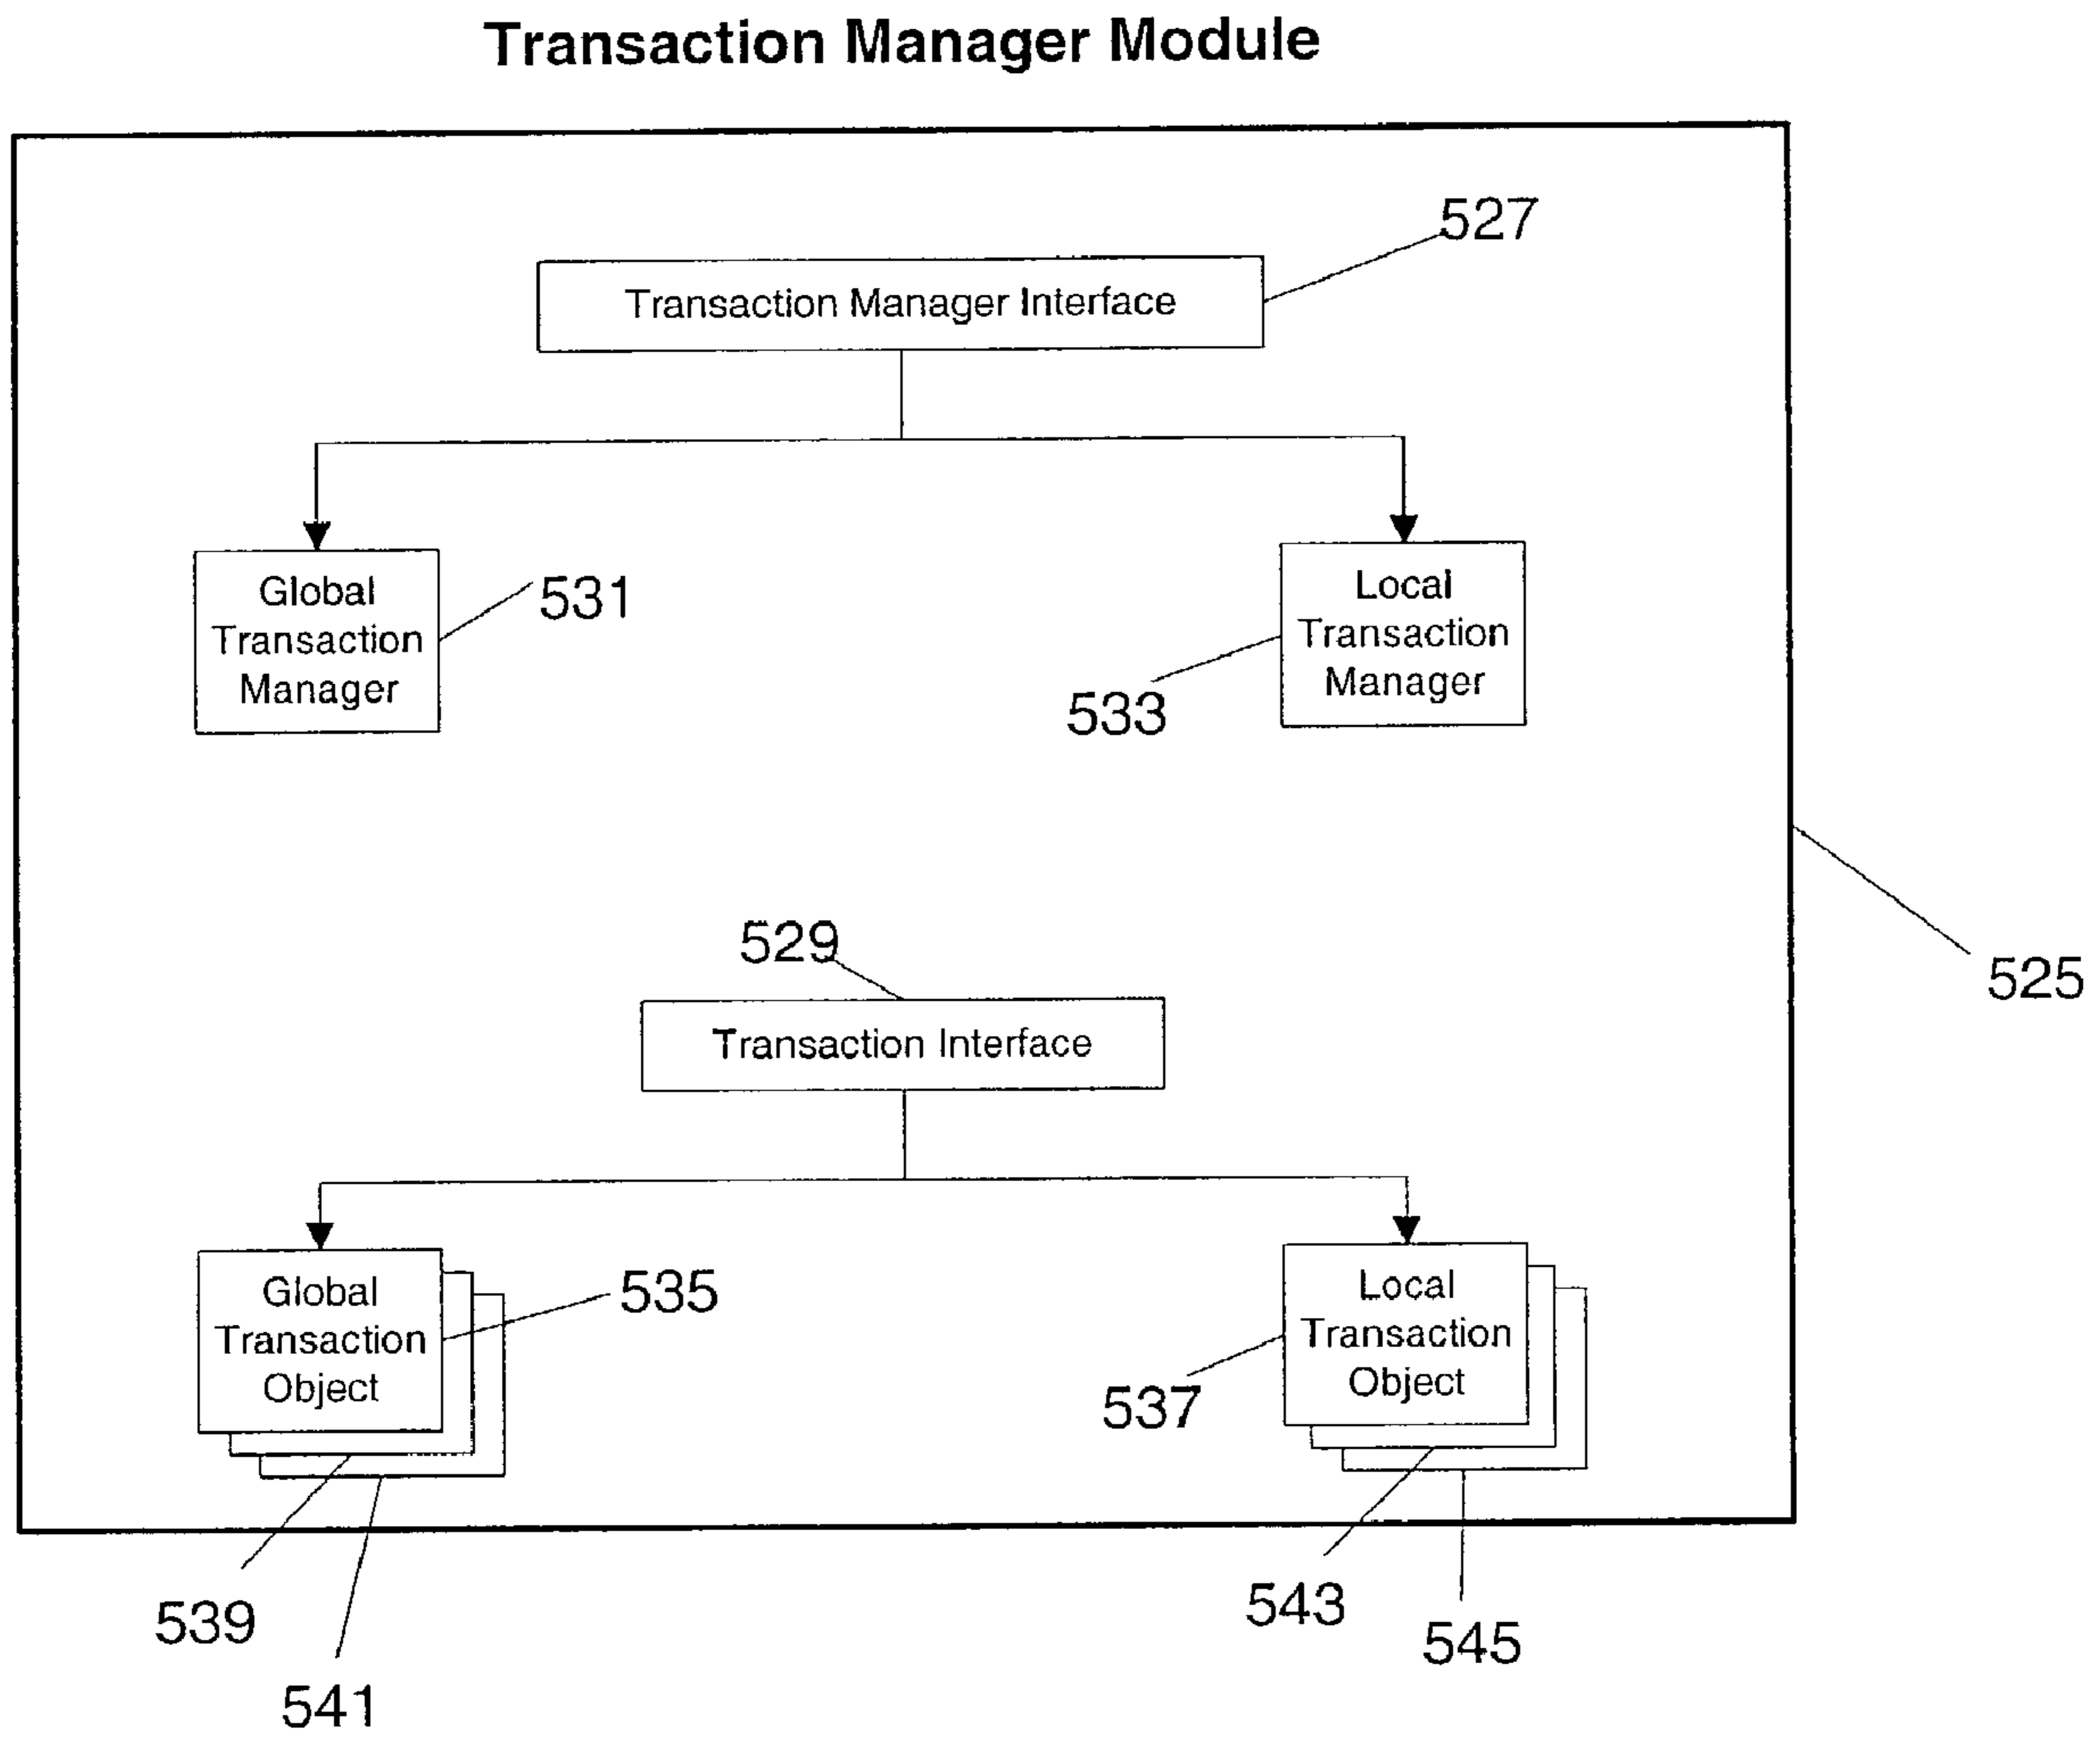 Transaction Manager Module
527
Transaction Manager Interface
Global
Transaction
Manager
531
Local
Transaction
Manager
533
529
525
Transaction Interface
Global
Transaction
Object
535
Local
Transaction
Object
537
539
541
543
545